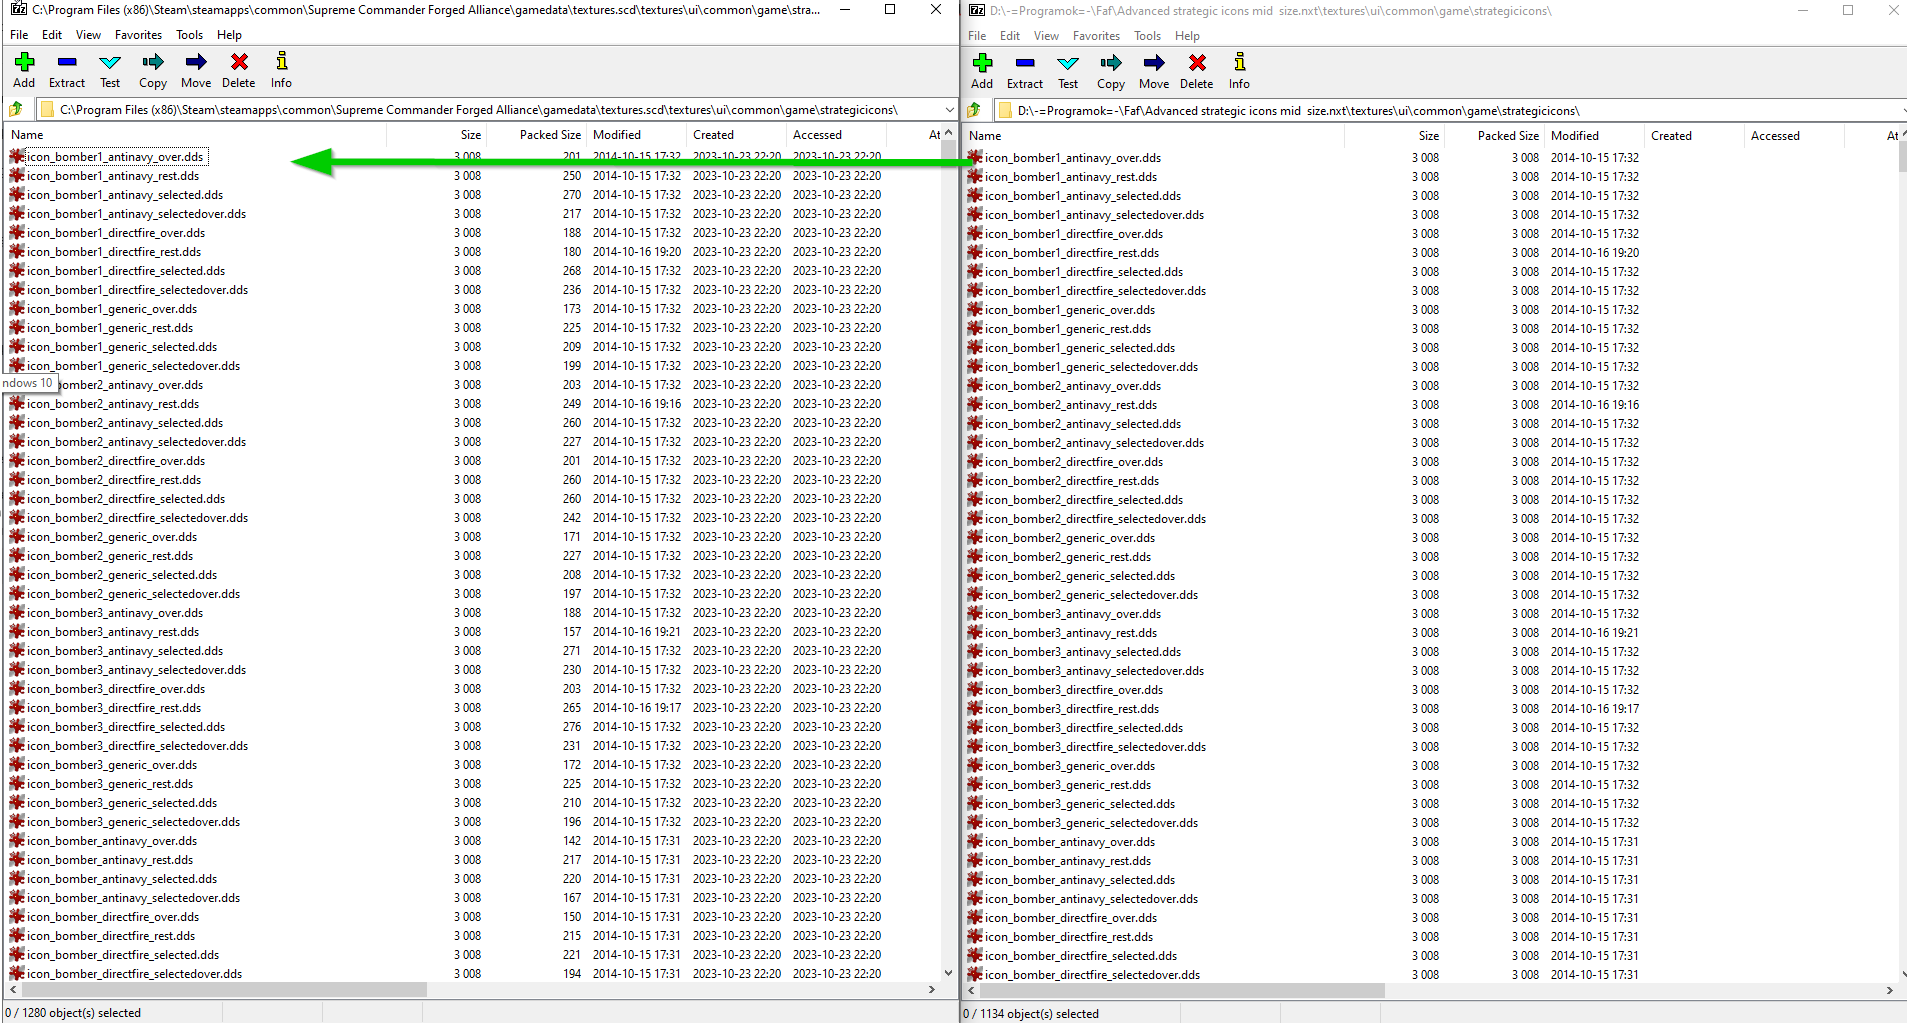 C:\Program Files (x86)\Steam\steamapps\common\Supreme Commander Forged Alliance\gamedata\textures.scd\textures\ui\common\game\stra...
File Edit View Favorites Tools Help
Add Extract Test Copy Move Delete Info
C:\Program Files (x86)\Steam\steamapps\common\Supreme Commander Forged Alliance\gamedata\textures.scd\textures\ui\common\game\strategicicons\
Name Size Packed Size Modified Created Accessed At
icon_bomber1_antinavy_over.dds 3 008 201 2014-10-15 17:32 2023-10-23 22:20 2023-10-23 22:20
icon_bomber1_antinavy_rest.dds 3 008 250 2014-10-15 17:32 2023-10-23 22:20 2023-10-23 22:20
icon_bomber1_antinavy_selected.dds 3 008 270 2014-10-15 17:32 2023-10-23 22:20 2023-10-23 22:20
icon_bomber1_antinavy_selectedover.dds 3 008 217 2014-10-15 17:32 2023-10-23 22:20 2023-10-23 22:20
icon_bomber1_directfire_over.dds 3 008 188 2014-10-15 17:32 2023-10-23 22:20 2023-10-23 22:20
icon_bomber1_directfire_rest.dds 3 008 180 2014-10-16 19:20 2023-10-23 22:20 2023-10-23 22:20
icon_bomber1_directfire_selected.dds 3 008 268 2014-10-15 17:32 2023-10-23 22:20 2023-10-23 22:20
icon_bomber1_directfire_selectedover.dds 3 008 236 2014-10-15 17:32 2023-10-23 22:20 2023-10-23 22:20
icon_bomber1_generic_over.dds 3 008 173 2014-10-15 17:32 2023-10-23 22:20 2023-10-23 22:20
icon_bomber1_generic_rest.dds 3 008 225 2014-10-15 17:32 2023-10-23 22:20 2023-10-23 22:20
icon_bomber1_generic_selected.dds 3 008 209 2014-10-15 17:32 2023-10-23 22:20 2023-10-23 22:20
icon_bomber1_generic_selectedover.dds 3 008 199 2014-10-15 17:32 2023-10-23 22:20 2023-10-23 22:20
ndows 10 bomber2_antinavy_over.dds 3 008 203 2014-10-15 17:32 2023-10-23 22:20 2023-10-23 22:20
icon_bomber2_antinavy_rest.dds 3 008 249 2014-10-16 19:16 2023-10-23 22:20 2023-10-23 22:20
icon_bomber2_antinavy_selected.dds 3 008 260 2014-10-15 17:32 2023-10-23 22:20 2023-10-23 22:20
icon_bomber2_antinavy_selectedover.dds 3 008 227 2014-10-15 17:32 2023-10-23 22:20 2023-10-23 22:20
icon_bomber2_directfire_over.dds 3 008 201 2014-10-15 17:32 2023-10-23 22:20 2023-10-23 22:20
icon_bomber2_directfire_rest.dds 3 008 260 2014-10-15 17:32 2023-10-23 22:20 2023-10-23 22:20
icon_bomber2_directfire_selected.dds 3 008 260 2014-10-15 17:32 2023-10-23 22:20 2023-10-23 22:20
icon_bomber2_directfire_selectedover.dds 3 008 242 2014-10-15 17:32 2023-10-23 22:20 2023-10-23 22:20
icon_bomber2_generic_over.dds 3 008 171 2014-10-15 17:32 2023-10-23 22:20 2023-10-23 22:20
icon_bomber2_generic_rest.dds 3 008 227 2014-10-15 17:32 2023-10-23 22:20 2023-10-23 22:20
icon_bomber2_generic_selected.dds 3 008 208 2014-10-15 17:32 2023-10-23 22:20 2023-10-23 22:20
icon_bomber2_generic_selectedover.dds 3 008 197 2014-10-15 17:32 2023-10-23 22:20 2023-10-23 22:20
icon_bomber3_antinavy_over.dds 3 008 188 2014-10-15 17:32 2023-10-23 22:20 2023-10-23 22:20
icon_bomber3_antinavy_rest.dds 3 008 157 2014-10-16 19:21 2023-10-23 22:20 2023-10-23 22:20
icon_bomber3_antinavy_selected.dds 3 008 271 2014-10-15 17:32 2023-10-23 22:20 2023-10-23 22:20
icon_bomber3_antinavy_selectedover.dds 3 008 230 2014-10-15 17:32 2023-10-23 22:20 2023-10-23 22:20
icon_bomber3_directfire_over.dds 3 008 203 2014-10-15 17:32 2023-10-23 22:20 2023-10-23 22:20
icon_bomber3_directfire_rest.dds 3 008 265 2014-10-16 19:17 2023-10-23 22:20 2023-10-23 22:20
icon_bomber3_directfire_selected.dds 3 008 276 2014-10-15 17:32 2023-10-23 22:20 2023-10-23 22:20
icon_bomber3_directfire_selectedover.dds 3 008 231 2014-10-15 17:32 2023-10-23 22:20 2023-10-23 22:20
icon_bomber3_generic_over.dds 3 008 172 2014-10-15 17:32 2023-10-23 22:20 2023-10-23 22:20
icon_bomber3_generic_rest.dds 3 008 225 2014-10-15 17:32 2023-10-23 22:20 2023-10-23 22:20
icon_bomber3_generic_selected.dds 3 008 210 2014-10-15 17:32 2023-10-23 22:20 2023-10-23 22:20
icon_bomber3_generic_selectedover.dds 3 008 196 2014-10-15 17:32 2023-10-23 22:20 2023-10-23 22:20
icon_bomber_antinavy_over.dds 3 008 142 2014-10-15 17:31 2023-10-23 22:20 2023-10-23 22:20
icon_bomber_antinavy_rest.dds 3 008 217 2014-10-15 17:31 2023-10-23 22:20 2023-10-23 22:20
icon_bomber_antinavy_selected.dds 3 008 220 2014-10-15 17:31 2023-10-23 22:20 2023-10-23 22:20
icon_bomber_antinavy_selectedover.dds 3 008 167 2014-10-15 17:31 2023-10-23 22:20 2023-10-23 22:20
icon_bomber_directfire_over.dds 3 008 150 2014-10-15 17:31 2023-10-23 22:20 2023-10-23 22:20
icon_bomber_directfire_rest.dds 3 008 215 2014-10-15 17:31 2023-10-23 22:20 2023-10-23 22:20
icon_bomber_directfire_selected.dds 3 008 221 2014-10-15 17:31 2023-10-23 22:20 2023-10-23 22:20
icon_bomber_directfire_selectedover.dds 3 008 194 2014-10-15 17:31 2023-10-23 22:20 2023-10-23 22:20
0 / 1280 object(s) selected
D:\-=Programok=-\Faf\Advanced strategic icons mid size.nxt\textures\ui\common\game\strategicicons\
File Edit View Favorites Tools Help
Add Extract Test Copy Move Delete Info
D:\-=Programok=-\Faf\Advanced strategic icons mid size.nxt\textures\ui\common\game\strategicicons\
Name Size Packed Size Modified Created Accessed At
icon_bomber1_antinavy_over.dds 3 008 3 008 2014-10-15 17:32
icon_bomber1_antinavy_rest.dds 3 008 3 008 2014-10-15 17:32
icon_bomber1_antinavy_selected.dds 3 008 3 008 2014-10-15 17:32
icon_bomber1_antinavy_selectedover.dds 3 008 3 008 2014-10-15 17:32
icon_bomber1_directfire_over.dds 3 008 3 008 2014-10-15 17:32
icon_bomber1_directfire_rest.dds 3 008 3 008 2014-10-16 19:20
icon_bomber1_directfire_selected.dds 3 008 3 008 2014-10-15 17:32
icon_bomber1_directfire_selectedover.dds 3 008 3 008 2014-10-15 17:32
icon_bomber1_generic_over.dds 3 008 3 008 2014-10-15 17:32
icon_bomber1_generic_rest.dds 3 008 3 008 2014-10-15 17:32
icon_bomber1_generic_selected.dds 3 008 3 008 2014-10-15 17:32
icon_bomber1_generic_selectedover.dds 3 008 3 008 2014-10-15 17:32
icon_bomber2_antinavy_over.dds 3 008 3 008 2014-10-15 17:32
icon_bomber2_antinavy_rest.dds 3 008 3 008 2014-10-16 19:16
icon_bomber2_antinavy_selected.dds 3 008 3 008 2014-10-15 17:32
icon_bomber2_antinavy_selectedover.dds 3 008 3 008 2014-10-15 17:32
icon_bomber2_directfire_over.dds 3 008 3 008 2014-10-15 17:32
icon_bomber2_directfire_rest.dds 3 008 3 008 2014-10-15 17:32
icon_bomber2_directfire_selected.dds 3 008 3 008 2014-10-15 17:32
icon_bomber2_directfire_selectedover.dds 3 008 3 008 2014-10-15 17:32
icon_bomber2_generic_over.dds 3 008 3 008 2014-10-15 17:32
icon_bomber2_generic_rest.dds 3 008 3 008 2014-10-15 17:32
icon_bomber2_generic_selected.dds 3 008 3 008 2014-10-15 17:32
icon_bomber2_generic_selectedover.dds 3 008 3 008 2014-10-15 17:32
icon_bomber3_antinavy_over.dds 3 008 3 008 2014-10-15 17:32
icon_bomber3_antinavy_rest.dds 3 008 3 008 2014-10-16 19:21
icon_bomber3_antinavy_selected.dds 3 008 3 008 2014-10-15 17:32
icon_bomber3_antinavy_selectedover.dds 3 008 3 008 2014-10-15 17:32
icon_bomber3_directfire_over.dds 3 008 3 008 2014-10-15 17:32
icon_bomber3_directfire_rest.dds 3 008 3 008 2014-10-16 19:17
icon_bomber3_directfire_selected.dds 3 008 3 008 2014-10-15 17:32
icon_bomber3_directfire_selectedover.dds 3 008 3 008 2014-10-15 17:32
icon_bomber3_generic_over.dds 3 008 3 008 2014-10-15 17:32
icon_bomber3_generic_rest.dds 3 008 3 008 2014-10-15 17:32
icon_bomber3_generic_selected.dds 3 008 3 008 2014-10-15 17:32
icon_bomber3_generic_selectedover.dds 3 008 3 008 2014-10-15 17:32
icon_bomber_antinavy_over.dds 3 008 3 008 2014-10-15 17:31
icon_bomber_antinavy_rest.dds 3 008 3 008 2014-10-15 17:31
icon_bomber_antinavy_selected.dds 3 008 3 008 2014-10-15 17:31
icon_bomber_antinavy_selectedover.dds 3 008 3 008 2014-10-15 17:31
icon_bomber_directfire_over.dds 3 008 3 008 2014-10-15 17:31
icon_bomber_directfire_rest.dds 3 008 3 008 2014-10-15 17:31
icon_bomber_directfire_selected.dds 3 008 3 008 2014-10-15 17:31
icon_bomber_directfire_selectedover.dds 3 008 3 008 2014-10-15 17:31
0 / 1134 object(s) selected